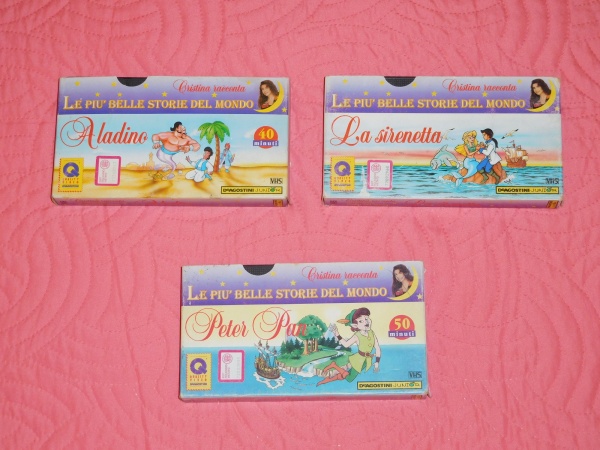 Cristina racconta
LE PIU' BELLE STORIE DEL MONDO
Aladino
40
minuti
VHS
DEAGOSTINI JUNIOR
Cristina racconta
LE PIU' BELLE STORIE DEL MONDO
La sirenetta
VHS
DEAGOSTINI JUNIOR
Cristina racconta
LE PIU' BELLE STORIE DEL MONDO
Peter Pan
50
minuti
VHS
DEAGOSTINI JUNIOR